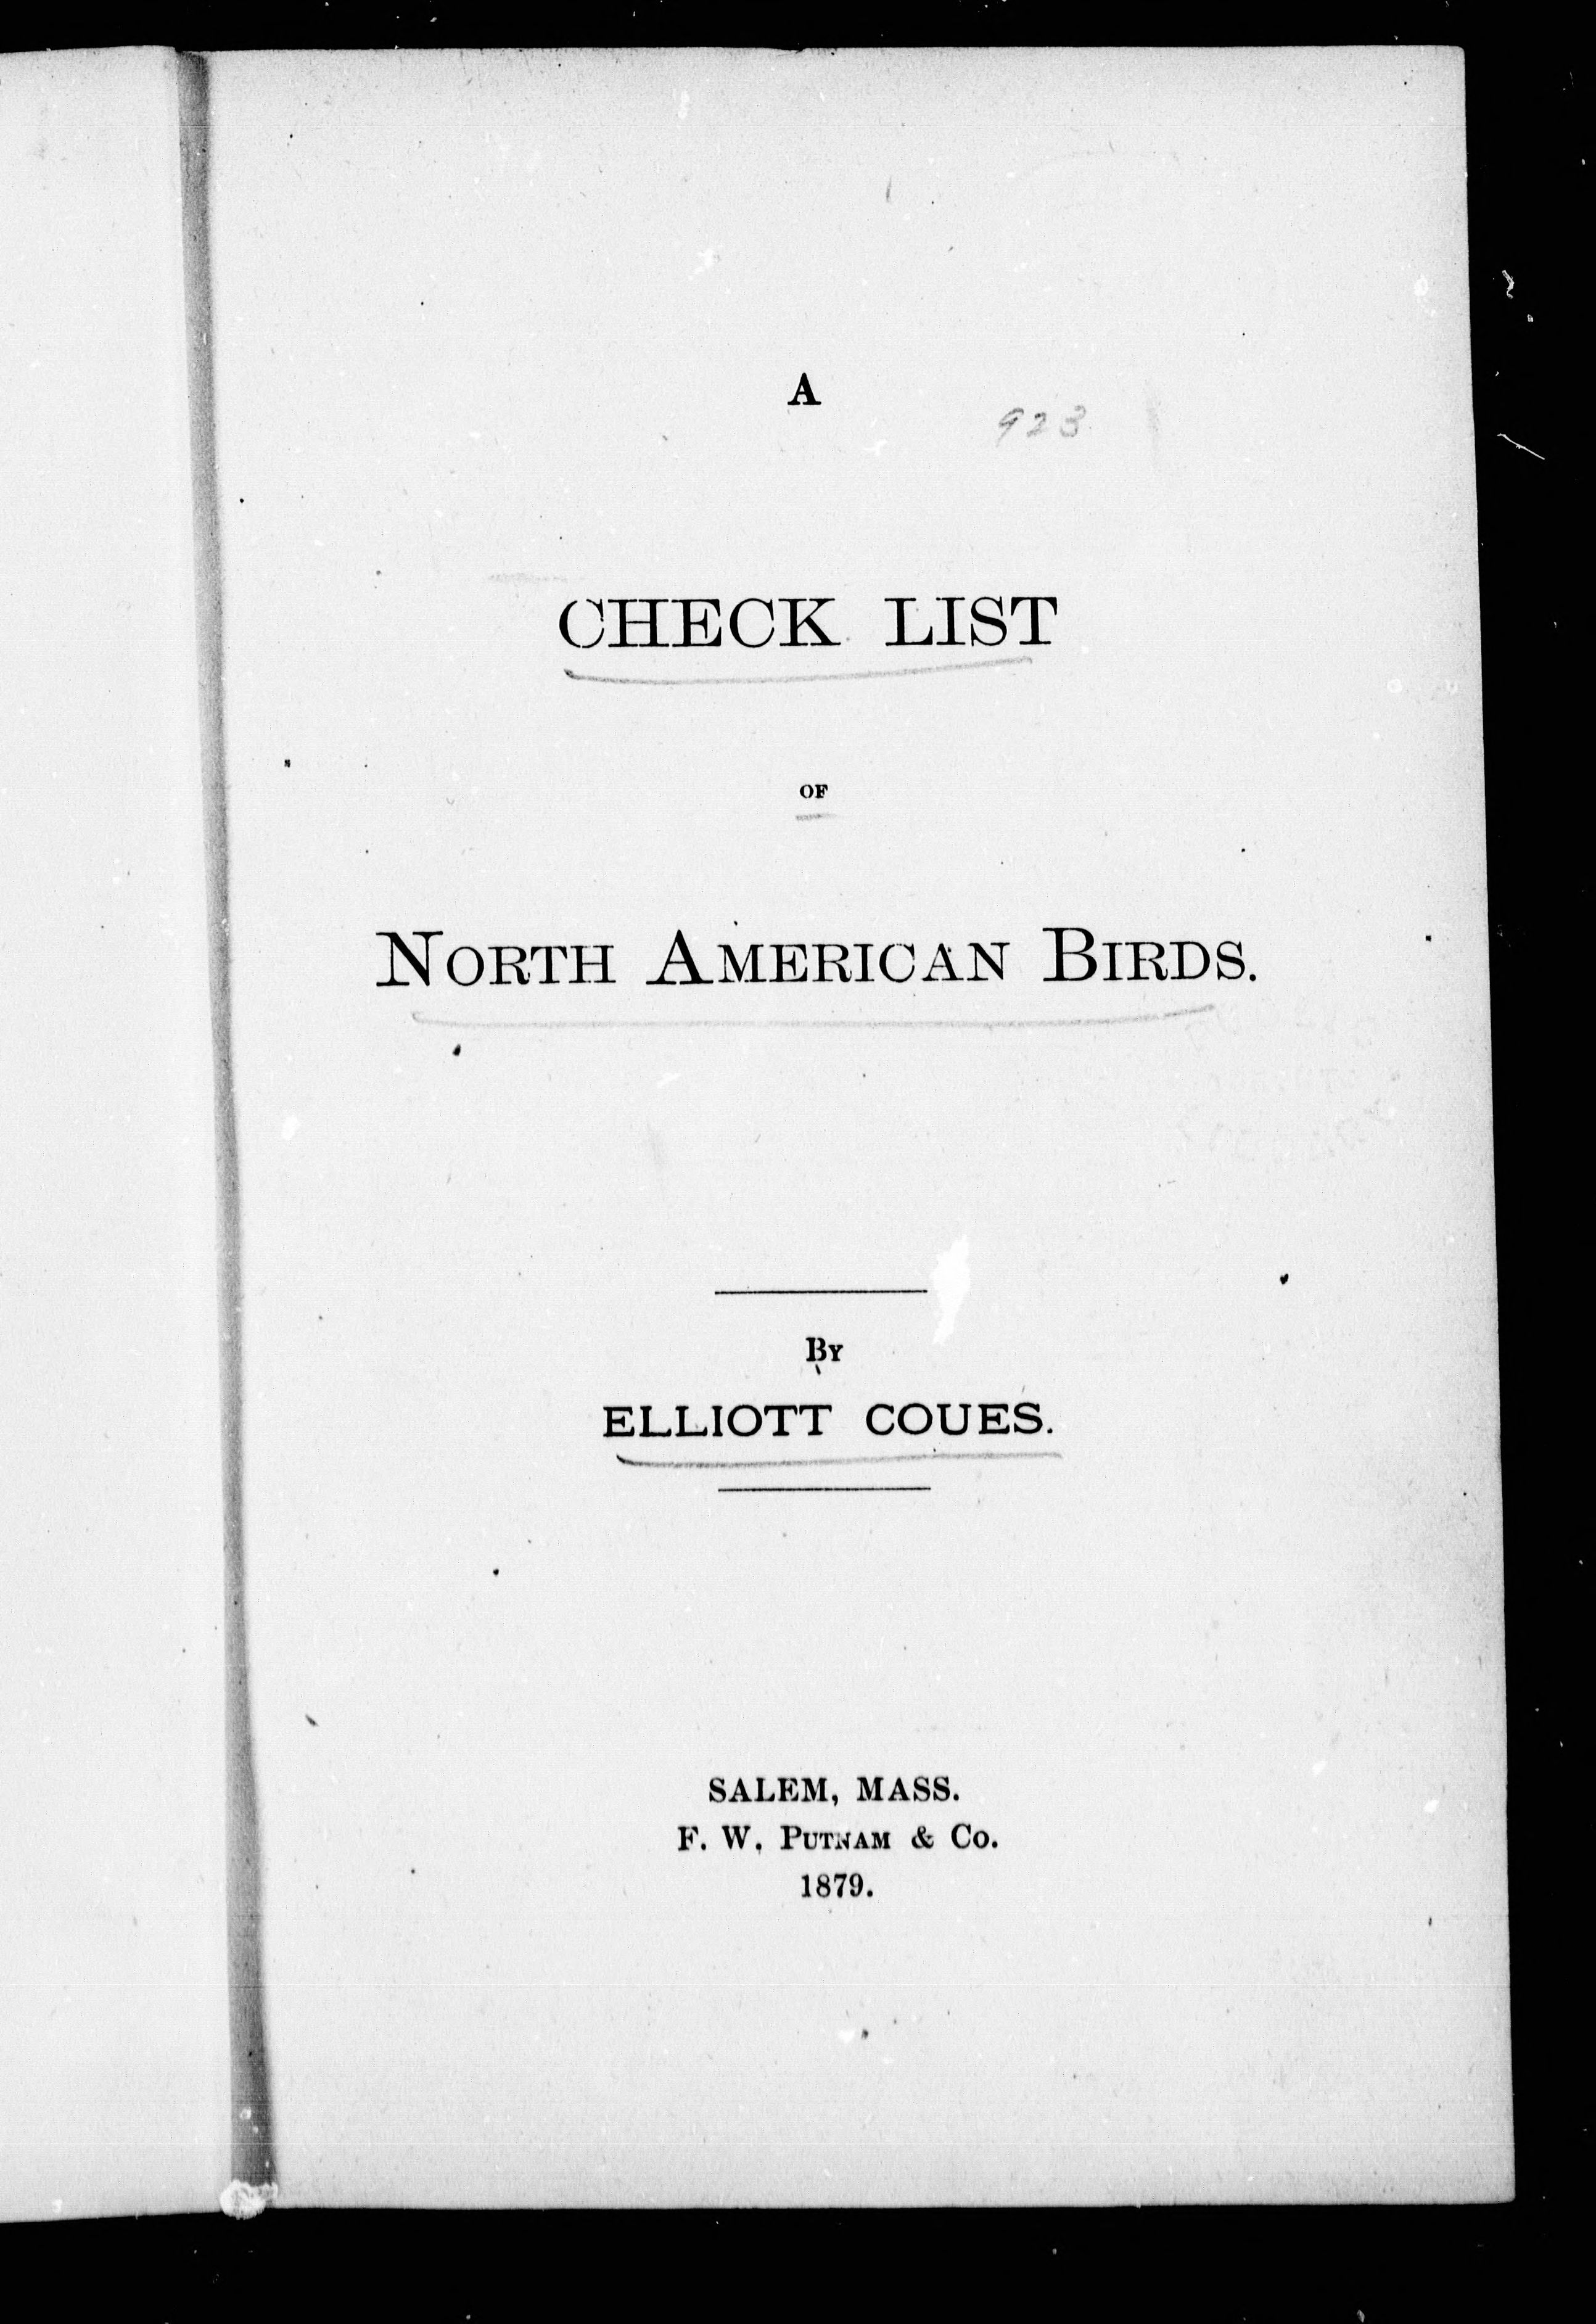 A
923
CHECK LIST
OF
NORTH AMERICAN BIRDS.
BY
ELLIOTT COUES.
SALEM, MASS.
F. W. PUTNAM & CO.
1879.